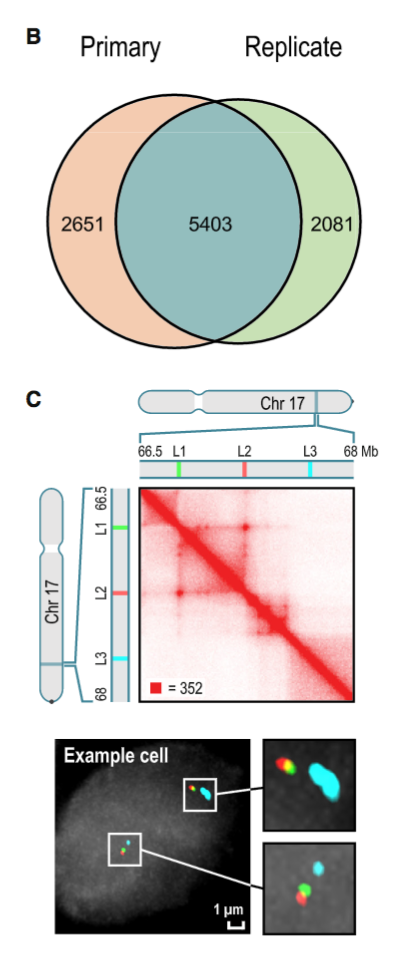 B
Primary Replicate
2651 5403 2081
C
Chr 17
66.5 L1 L2 L3 68 Mb
66.5
L1
L2
L3
68
Chr 17
= 352
Example cell
1 μm